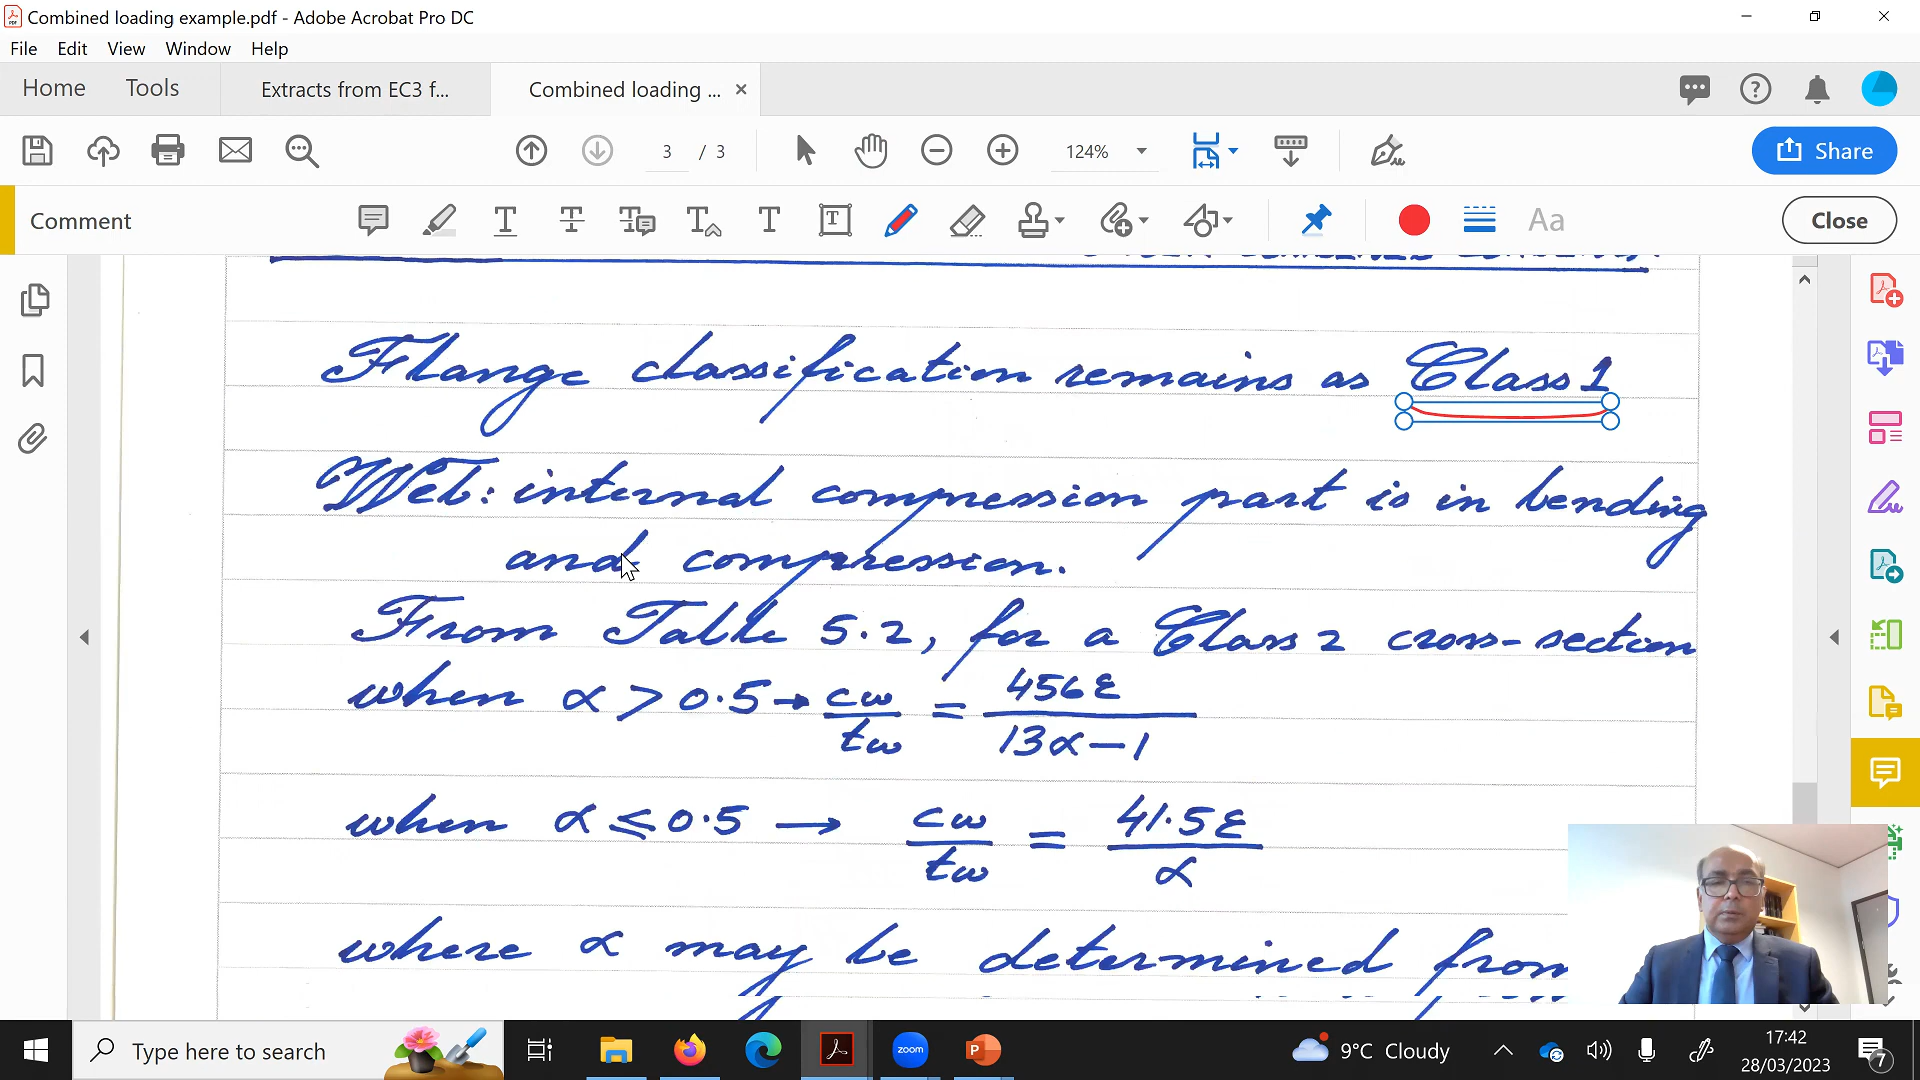 Combined loading example.pdf - Adobe Acrobat Pro DC
File Edit View Window Help
Home Tools Extracts from EC3 f... Combined loading ...
3 / 3 124% Share
Comment Aa Close
Flange classification remains as Class 1
Web: internal compression part is in bending
and compression.
From Table 5.2, for a Class 2 cross-section
when α > 0.5 → cw/tw = 456ε/13α-1
when α ≤ 0.5 → cw/tw = 41.5ε/α
where α may be determined from
Type here to search zoom 9°C Cloudy 17:42
28/03/2023 7